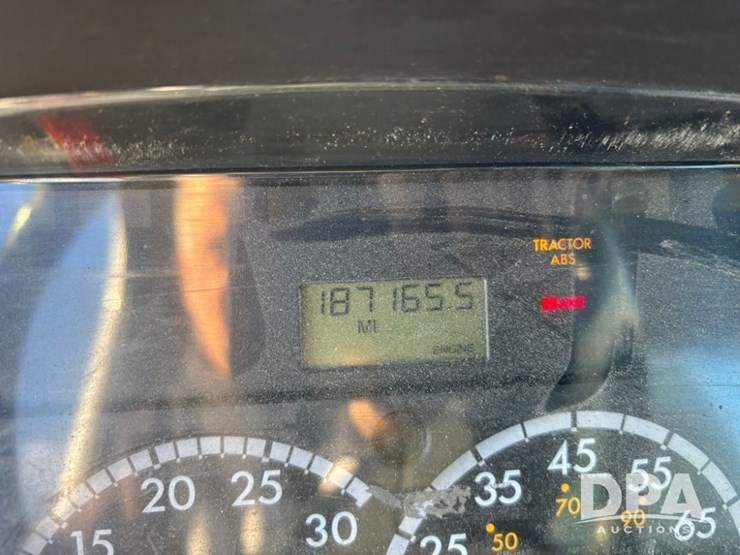 TRACTOR
ABS
187165.5
BRAKE
MI
ENGINE
15 20 25 30
25 35 45 55 65
50 70 90
DPA
AUCTIONS